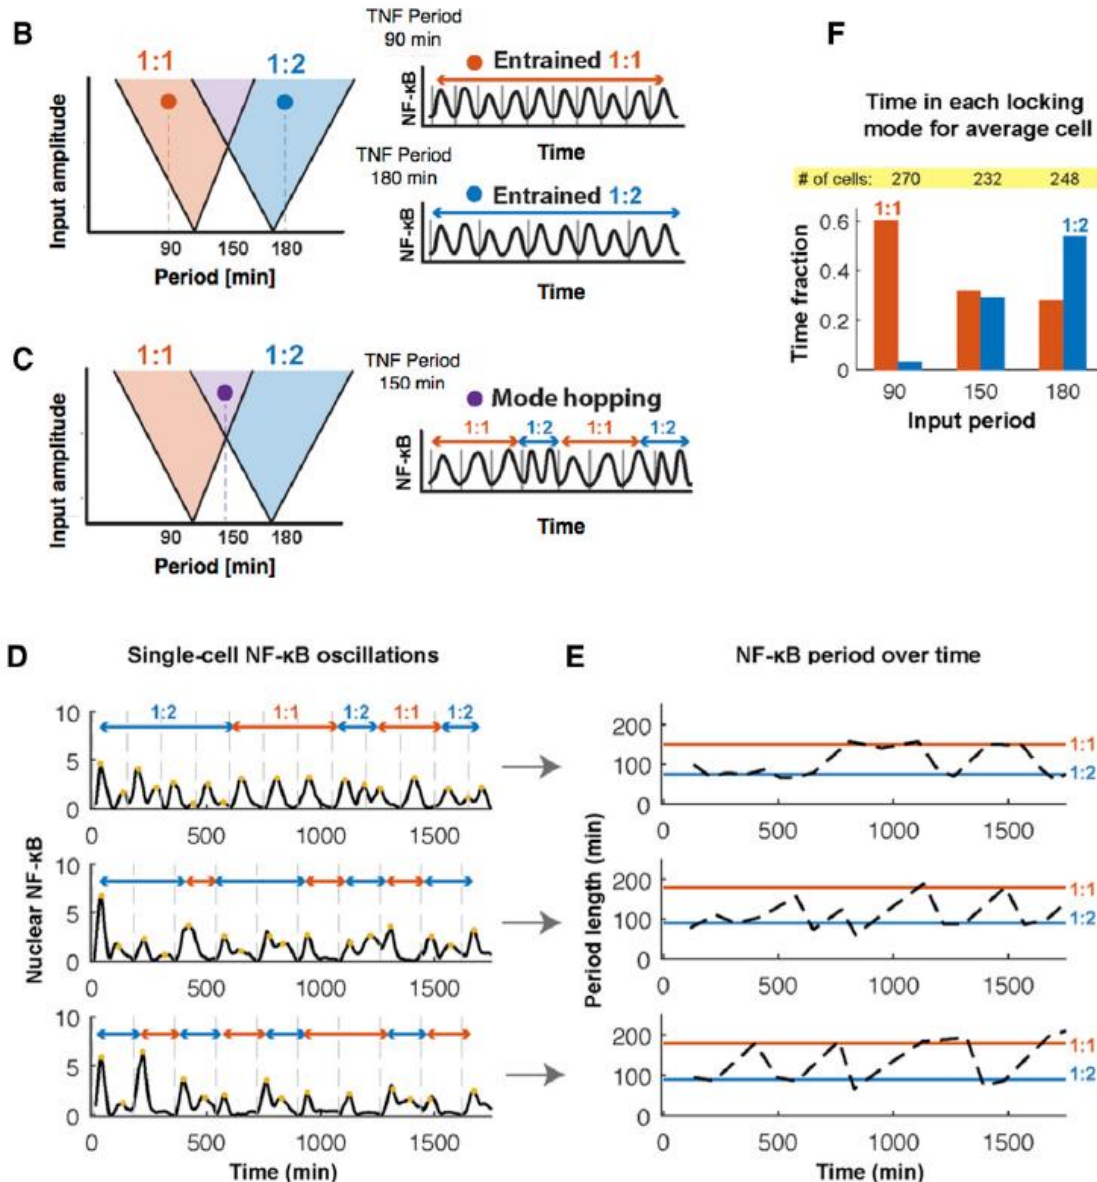 B
1:1 1:2
Input amplitude
90 150 180
Period [min]
TNF Period
90 min
Entrained 1:1
NF-κB
Time
TNF Period
180 min
Entrained 1:2
NF-κB
Time
F
Time in each locking
mode for average cell
# of cells: 270 232 248
1:1
1:2
Time fraction
0.6
0.4
0.2
0
90 150 180
Input period
C
1:1 1:2
Input amplitude
90 150 180
Period [min]
TNF Period
150 min
Mode hopping
1:1 1:2 1:1 1:2
NF-κB
Time
D
Single-cell NF-κB oscillations
Nuclear NF-κB
10
5
0
1:2 1:1 1:2 1:1 1:2
0 500 1000 1500
10
5
0
0 500 1000 1500
10
5
0
0 500 1000 1500
Time (min)
E
NF-κB period over time
Period length (min)
200
100
0
1:1
1:2
0 500 1000 1500
200
100
0
1:1
1:2
0 500 1000 1500
200
100
0
1:1
1:2
0 500 1000 1500
Time (min)